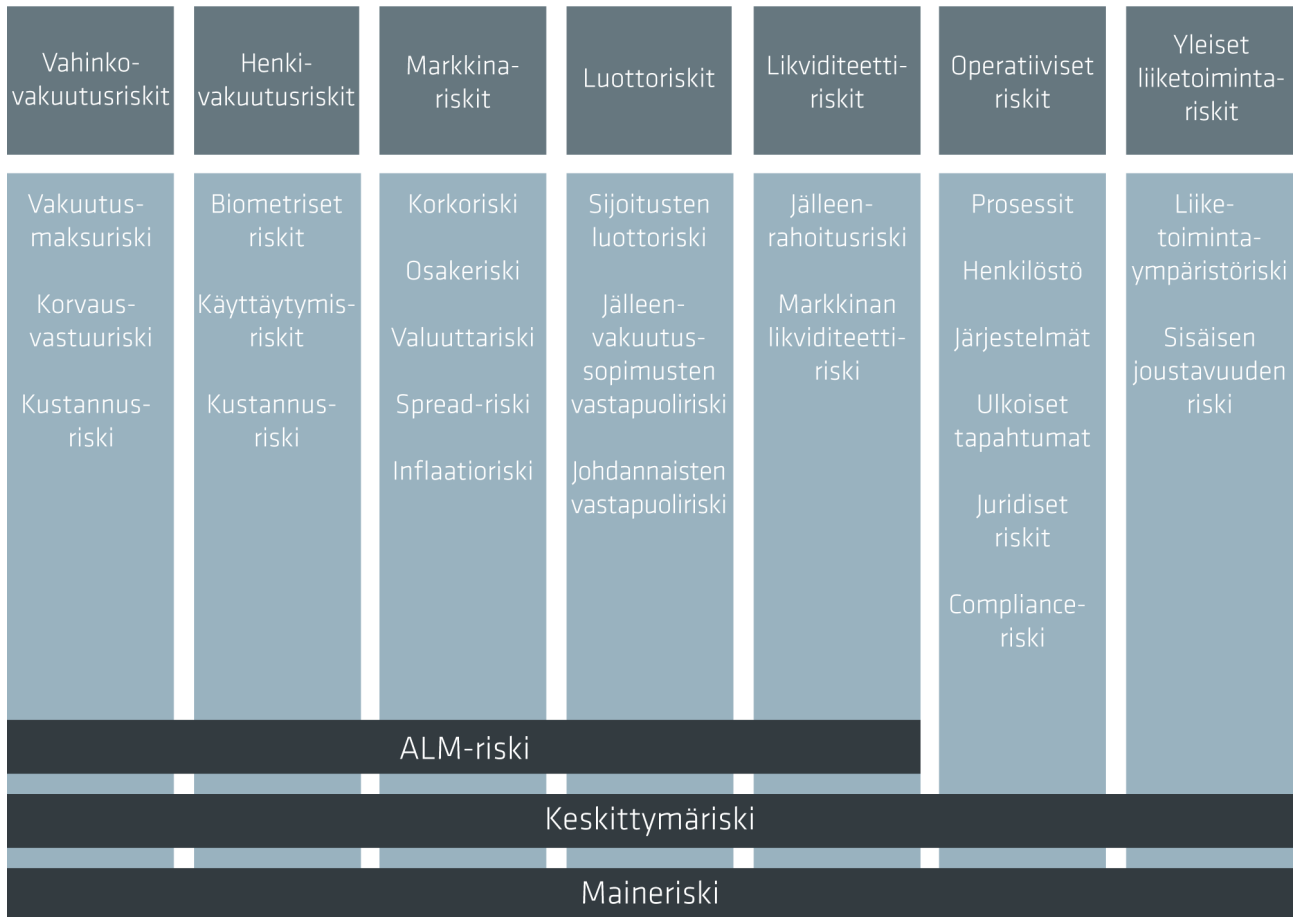 Vahinko-
vakuutusriskit
Henki-
vakuutusriskit
Markkina-
riskit
Luottoriskit
Likviditeetti-
riskit
Operatiiviset
riskit
Yleiset
liiketoiminta-
riskit
Vakuutus-
maksuriski
Korvaus-
vastuuriski
Kustannus-
riski
Biometriset
riskit
Käyttäytymis-
riskit
Kustannus-
riski
Korkoriski
Osakeriski
Valuuttariski
Spread-riski
Inflaatioriski
Sijoitusten
luottoriski
Jälleen-
vakuutus-
sopimusten
vastapuoliriski
Johdannaisten
vastapuoliriski
Jälleen-
rahoitusriski
Markkinan
likviditeetti-
riski
Prosessit
Henkilöstö
Järjestelmät
Ulkoiset
tapahtumat
Juridiset
riskit
Compliance-
riski
Liike-
toiminta-
ympäristöriski
Sisäisen
joustavuuden
riski
ALM-riski
Keskittymäriski
Maineriski